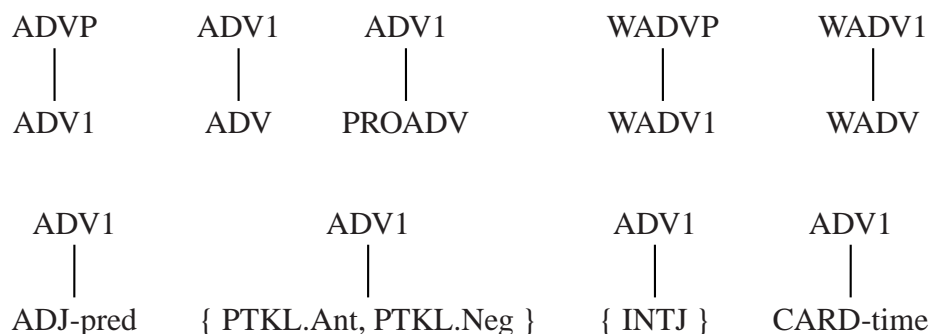 ADVP ADV1 ADV1 WADVP WADV1
ADV1 ADV PROADV WADV1 WADV
ADV1 ADV1 ADV1 ADV1
ADJ-pred { PTKL.Ant, PTKL.Neg } { INTJ } CARD-time